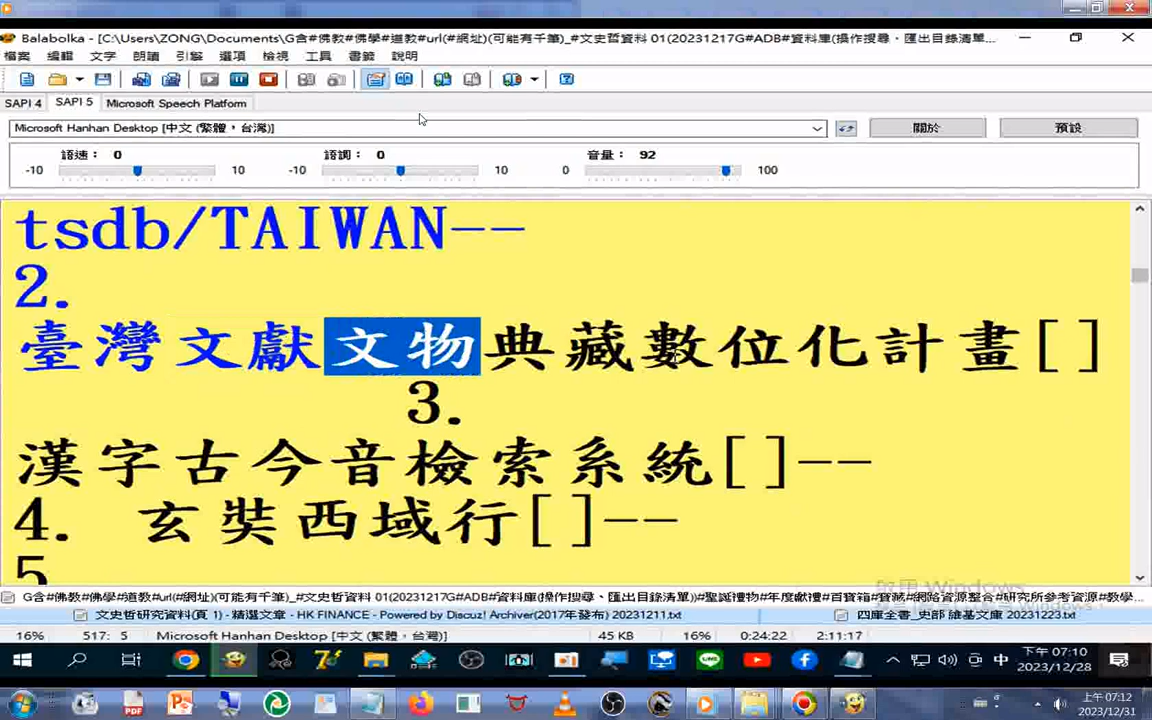 Balabolka - [C:\Users\ZONG\Documents\G含#佛教#佛學#道教#url(#網址)(可能有千筆)_#文史哲資料 01(20231217G#ADB#資料庫(操作搜尋、匯出目錄清單...
檔案 編輯 文字 朗讀 引擎 選項 檢視 工具 書籤 說明
SAPI 4 SAPI 5 Microsoft Speech Platform
Microsoft Hanhan Desktop [中文 (繁體，台灣)] 關於 預設
語速： 0 語調： 0 音量： 92
-10 10 -10 10 0 100
tsdb/TAIWAN--
2.
臺灣文獻文物典藏數位化計畫[]
3.
漢字古今音檢索系統[]--
4. 玄奘西域行[]--
5
啟用 Windows
G含#佛教#佛學#道教#url(#網址)(可能有千筆)_#文史哲資料 01(20231217G#ADB#資料庫(操作搜尋、匯出目錄清單))#聖誕禮物#年度獻禮#百寶箱#寶藏#網路資源整合#研究所參考資源#教學...
文史哲研究資料(頁 1) - 精選文章 - HK FINANCE - Powered by Discuz! Archiver(2017年發布) 20231211.txt 四庫全書_史部 維基文庫 20231223.txt
16% 517: 5 Microsoft Hanhan Desktop [中文 (繁體，台灣)] 45 KB 16% 0:24:22 2:11:17
中 下午 07:10
2023/12/28
上午 07:12
2023/12/31